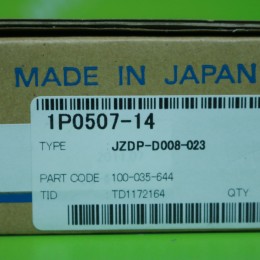 MADE IN JAPAN
1P0507-14
TYPE JZDP-D008-023
PART CODE 100-035-644
TID TD1172164 QTY